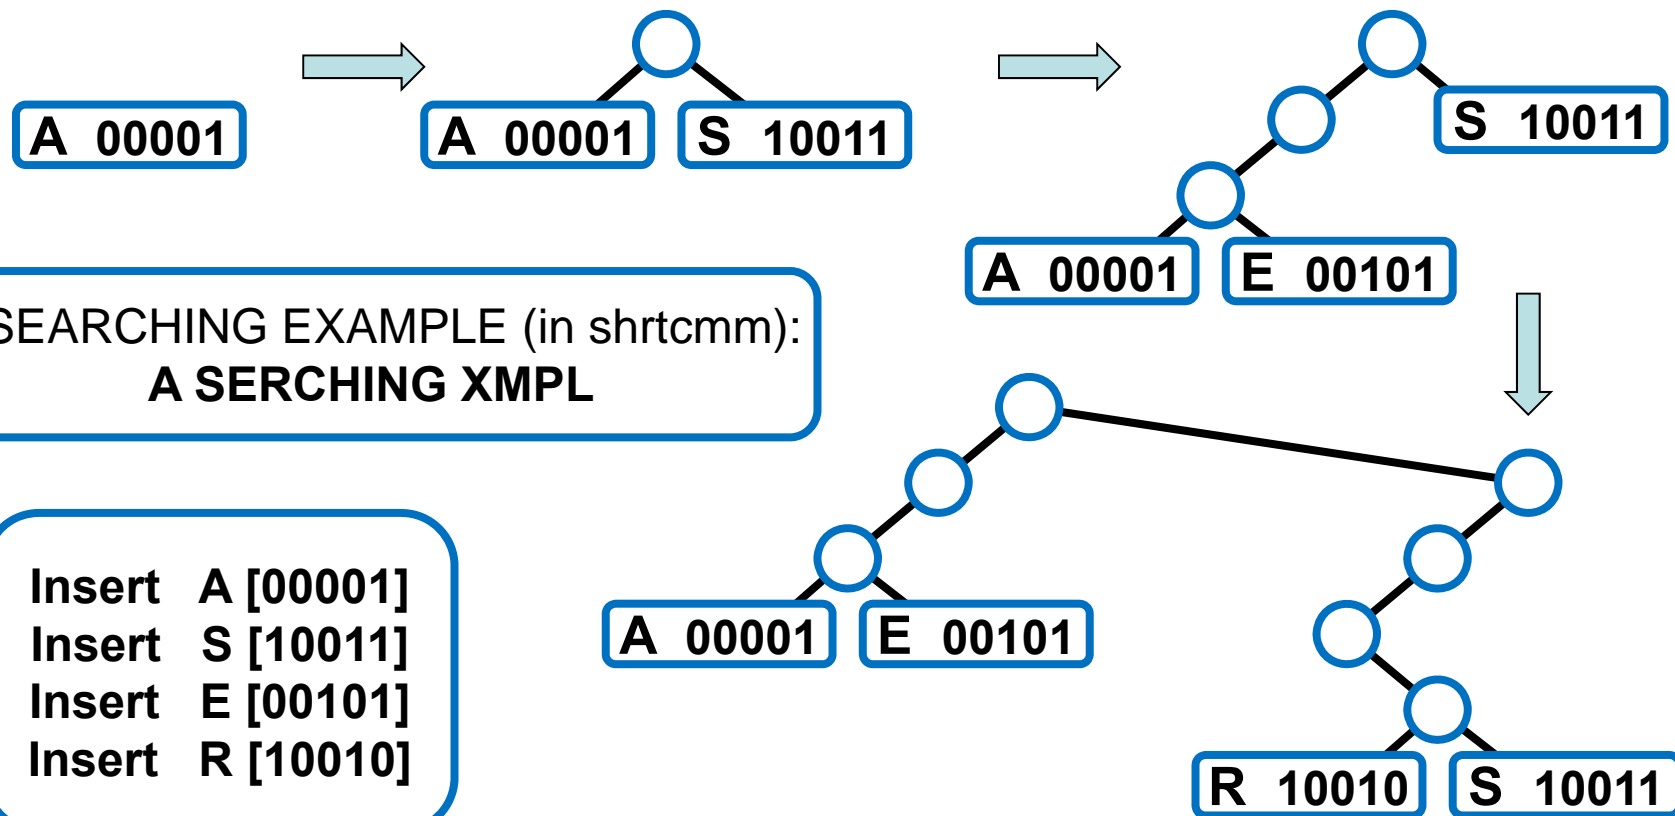 A 00001
A 00001
S 10011
S 10011
A 00001
E 00101
SEARCHING EXAMPLE (in shrtcmm):
A SERCHING XMPL
A 00001
E 00101
Insert A [00001]
Insert S [10011]
Insert E [00101]
Insert R [10010]
R 10010
S 10011